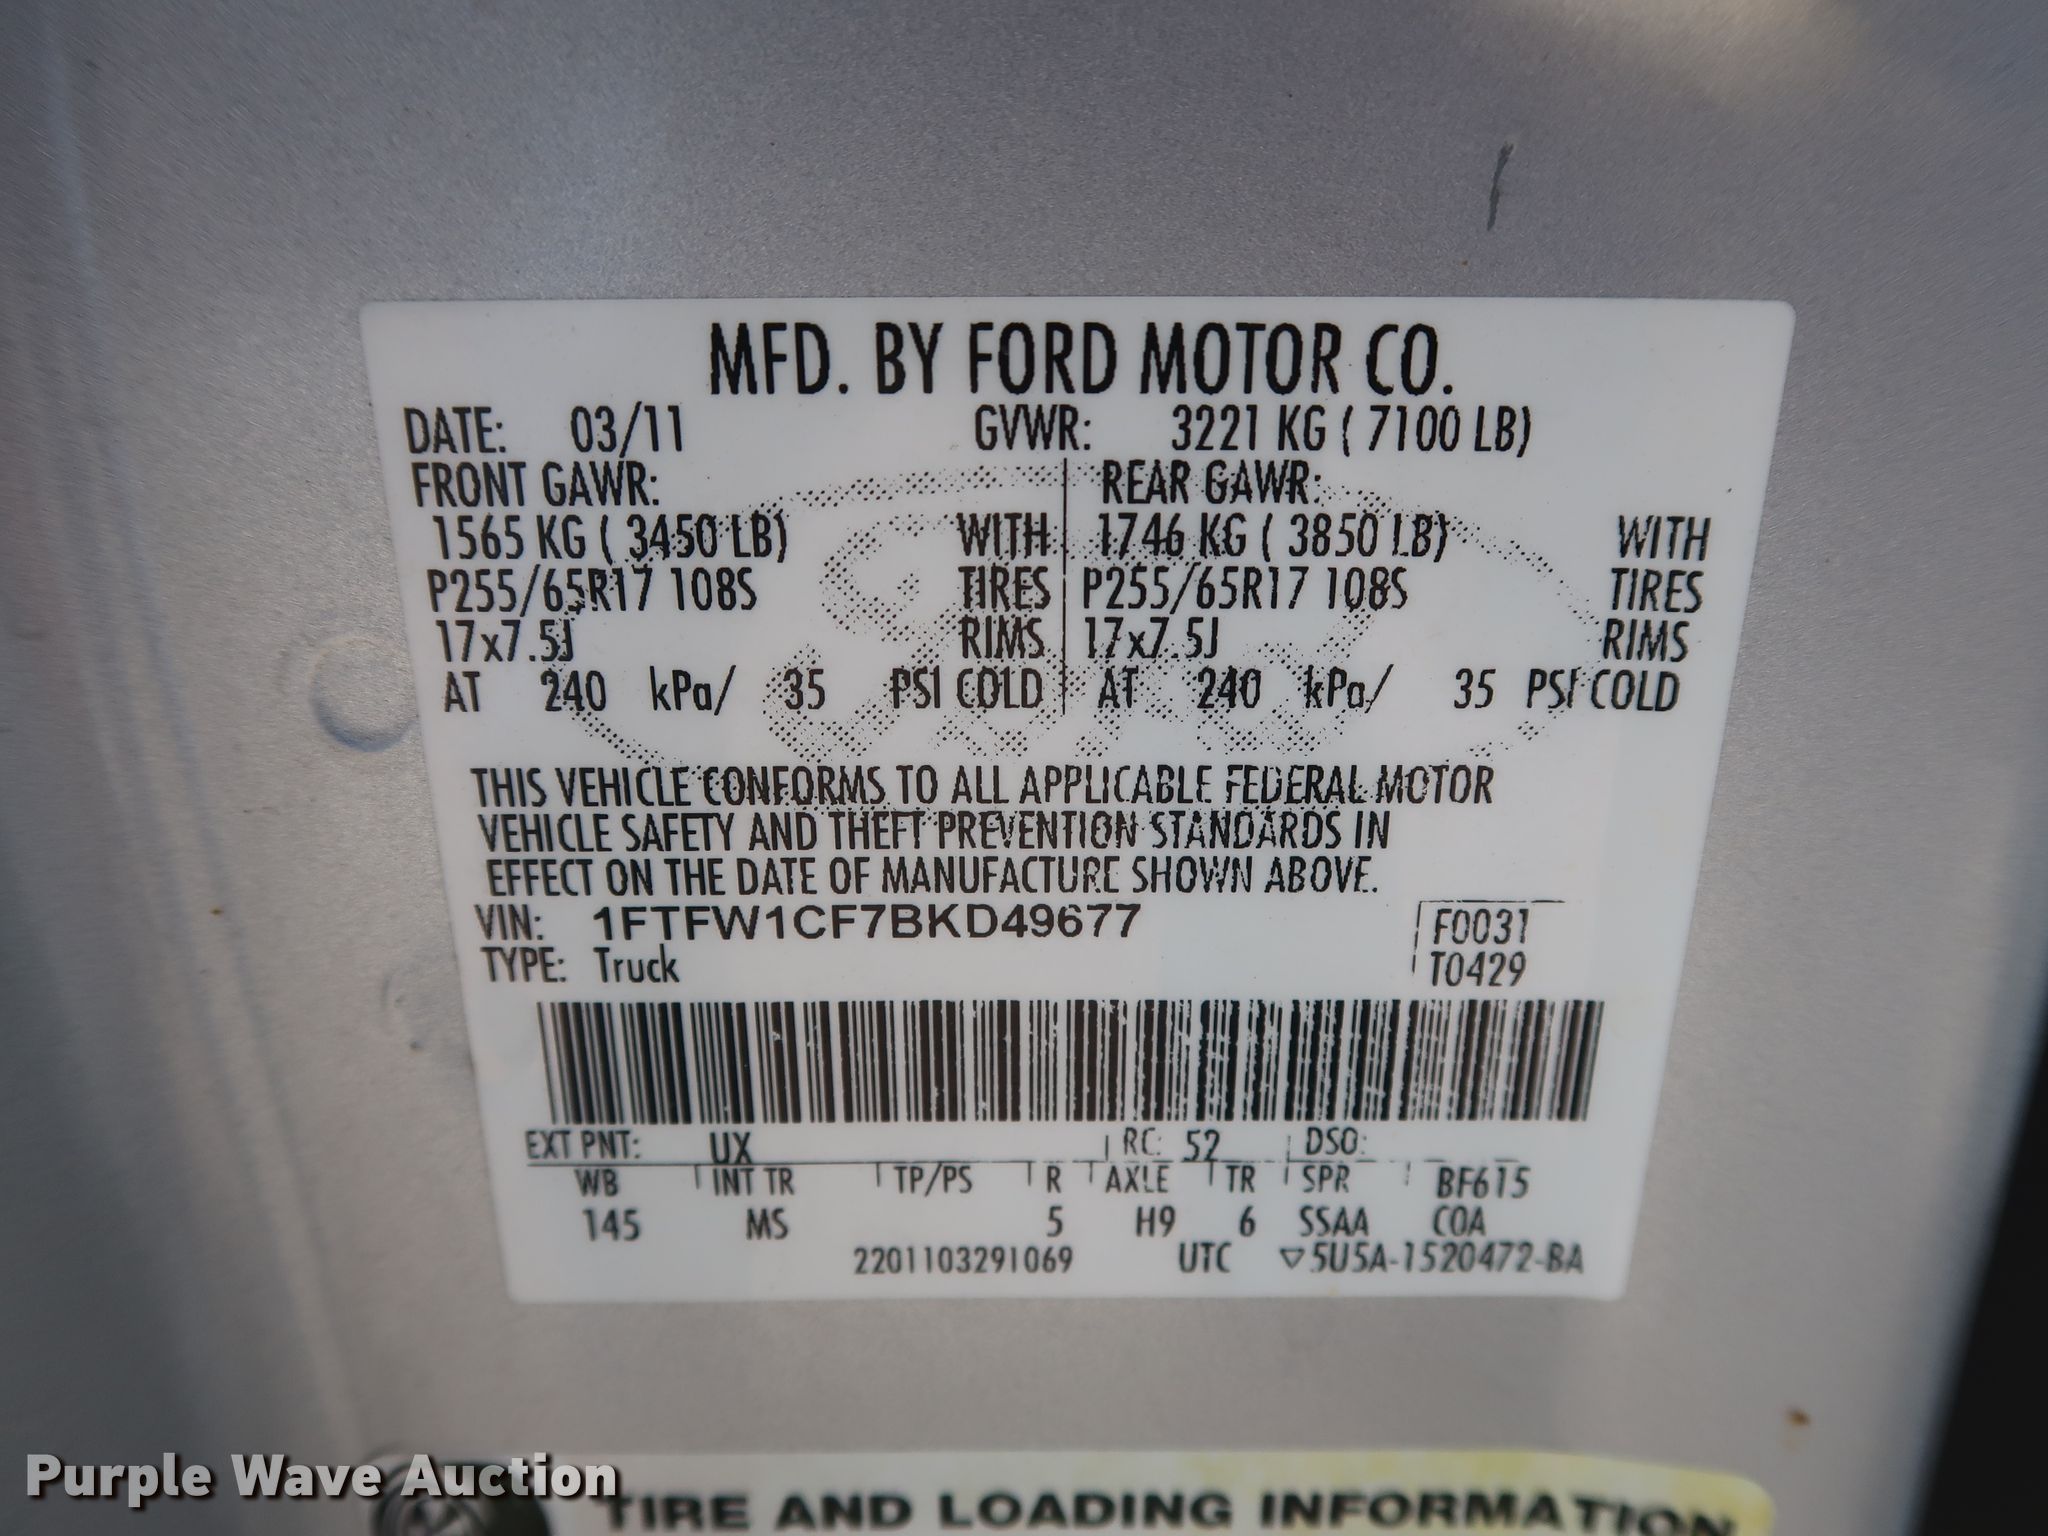 MFD. BY FORD MOTOR CO.
DATE: 03/11 GVWR: 3221 KG ( 7100 LB)
FRONT GAWR: REAR GAWR:
1565 KG ( 3450 LB) WITH 1746 KG ( 3850 LB) WITH
P255/65R17 108S TIRES P255/65R17 108S TIRES
17x7.5J RIMS 17x7.5J RIMS
AT 240 kPa/ 35 PSI COLD AT 240 kPa/ 35 PSI COLD
THIS VEHICLE CONFORMS TO ALL APPLICABLE FEDERAL MOTOR
VEHICLE SAFETY AND THEFT PREVENTION STANDARDS IN
EFFECT ON THE DATE OF MANUFACTURE SHOWN ABOVE.
VIN: 1FTFW1CF7BKD49677 F0031
TYPE: Truck T0429
EXT PNT: UX RC: 52 DSO:
WB INT TR TP/PS R AXLE TR SPR BF615
145 MS 5 H9 6 SSAA COA
2201103291069 UTC ▽5U5A-1520472-BA
TIRE AND LOADING INFORMATION
Purple Wave Auction